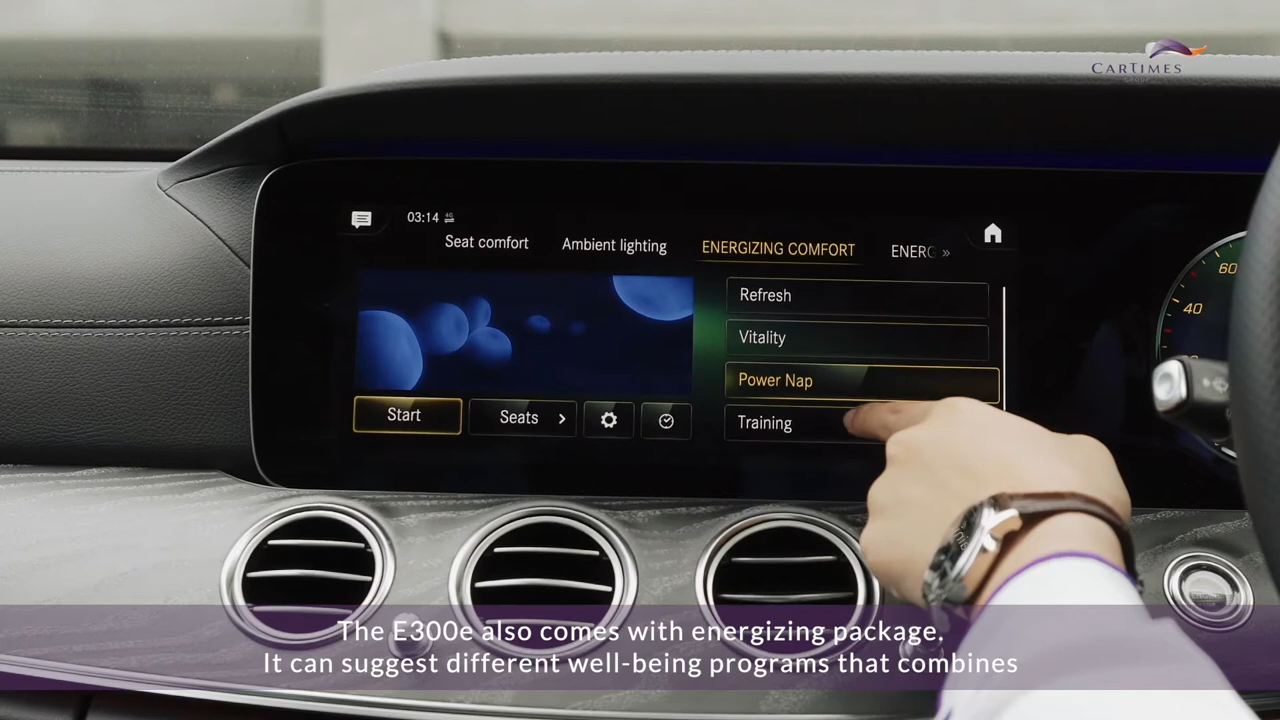 CARTIMES
03:14 4G
Seat comfort
Ambient lighting
ENERGIZING COMFORT
ENERG »
Refresh
Vitality
Power Nap
Training
Start
Seats
60
40
The E300e also comes with energizing package,
It can suggest different well-being programs that combines